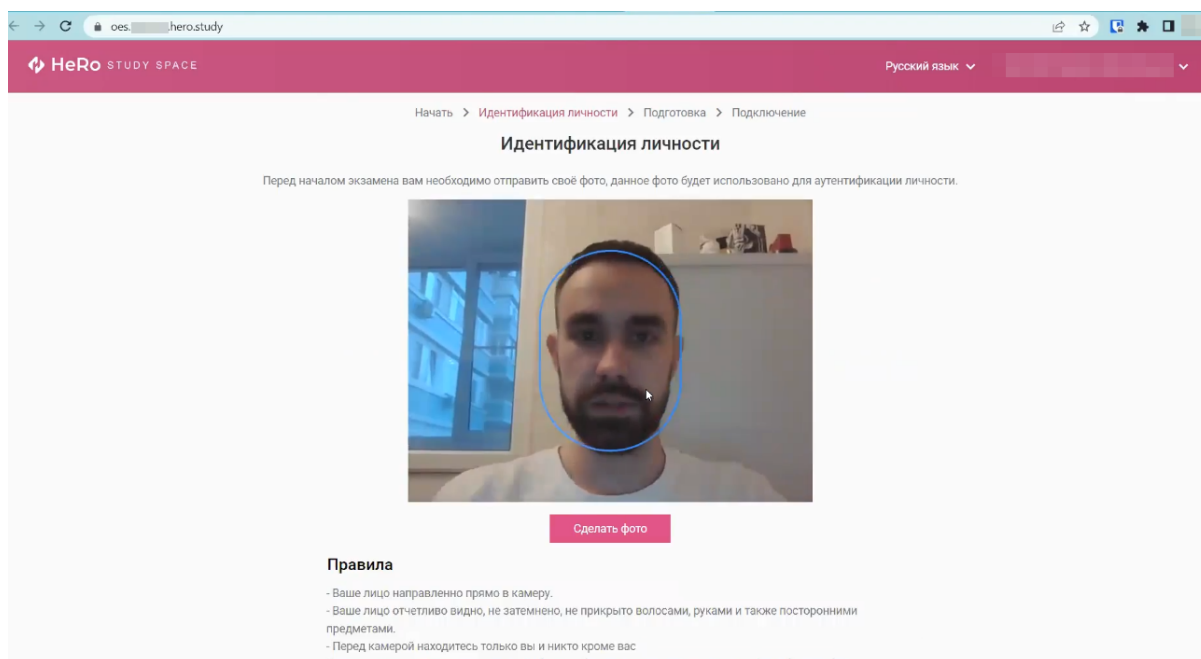 oes. hero.study
HeRo STUDY SPACE
Русский язык
Начать > Идентификация личности > Подготовка > Подключение
Идентификация личности
Перед началом экзамена вам необходимо отправить своё фото, данное фото будет использовано для аутентификации личности.
Сделать фото
Правила
- Ваше лицо направленно прямо в камеру.
- Ваше лицо отчетливо видно, не затемнено, не прикрыто волосами, руками и также посторонними
предметами.
- Перед камерой находитесь только вы и никто кроме вас